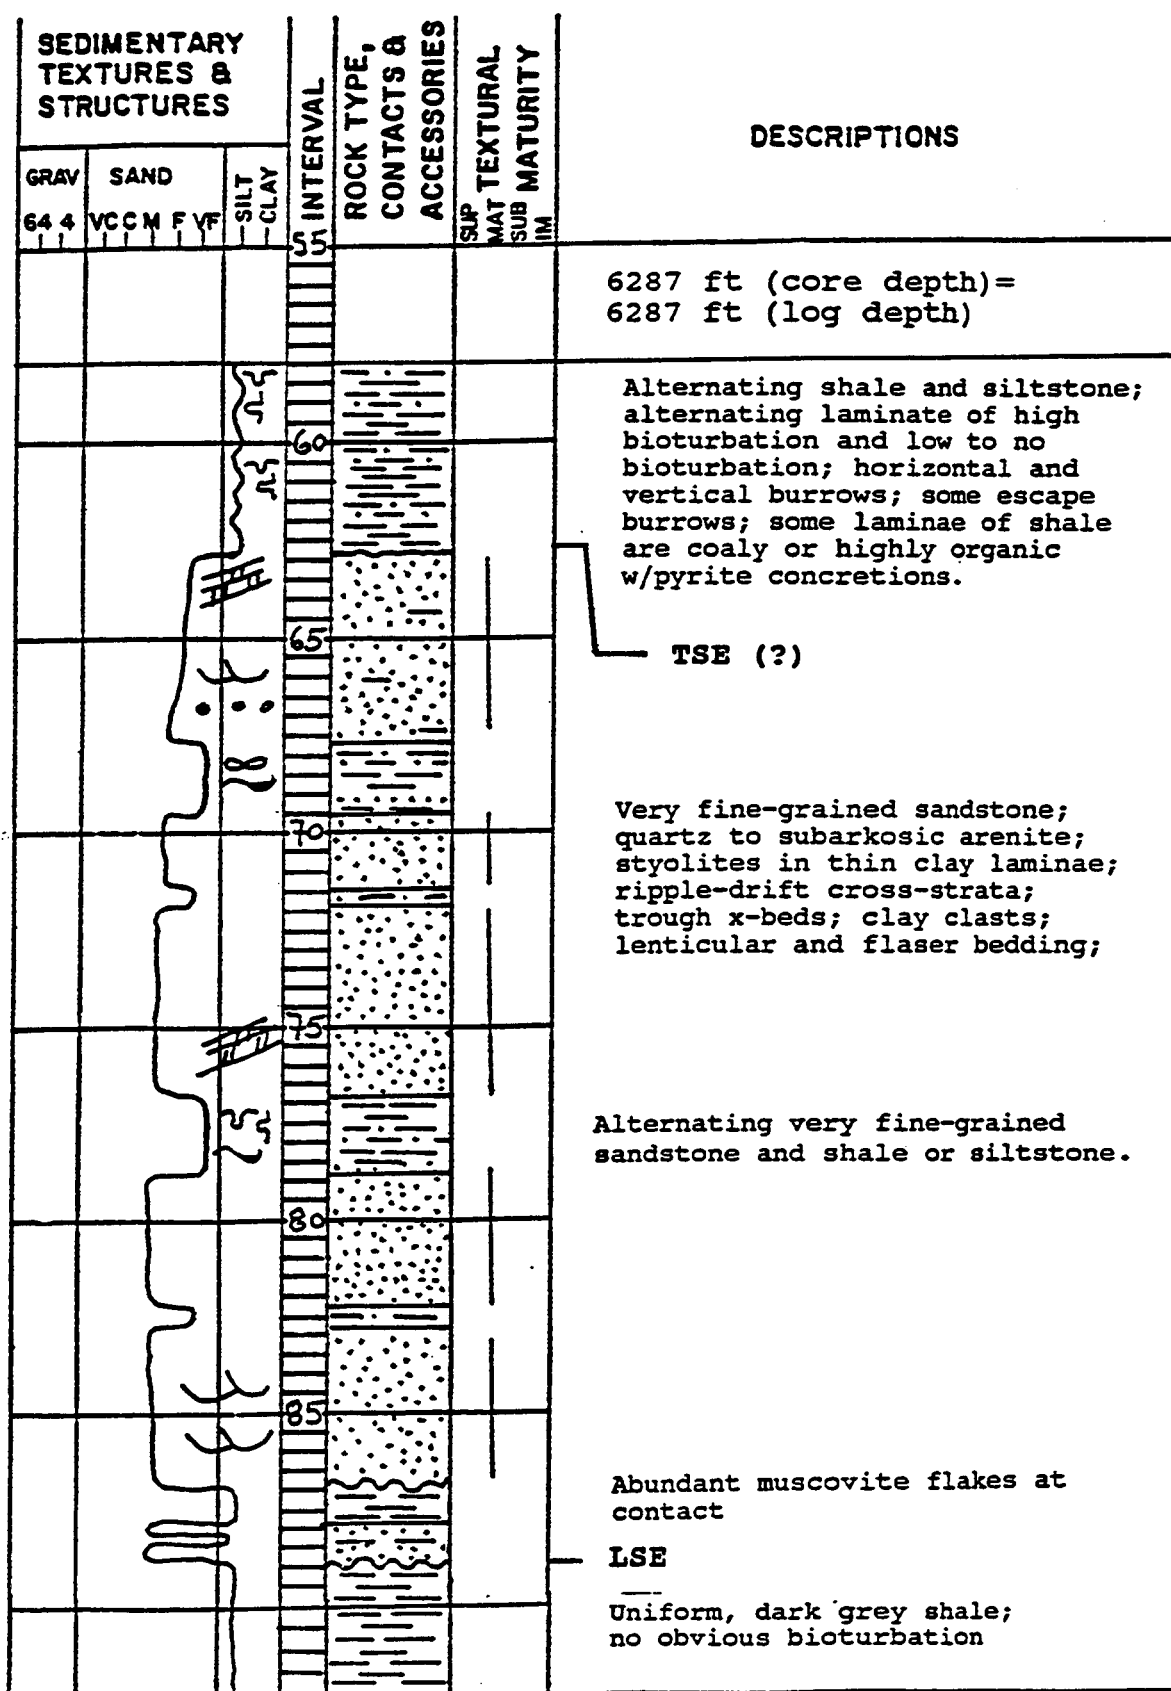 SEDIMENTARY
TEXTURES &
STRUCTURES
INTERVAL
ROCK TYPE,
CONTACTS &
ACCESSORIES
TEXTURAL
MATURITY
DESCRIPTIONS
GRAV SAND SILT CLAY
64 4 VC C M F VF
SUP MAT SUB IM
55
6287 ft (core depth)=
6287 ft (log depth)
Alternating shale and siltstone;
alternating laminate of high
bioturbation and low to no
bioturbation; horizontal and
vertical burrows; some escape
burrows; some laminae of shale
are coaly or highly organic
w/pyrite concretions.
60
65
TSE (?)
Very fine-grained sandstone;
quartz to subarkosic arenite;
styolites in thin clay laminae;
ripple-drift cross-strata;
trough x-beds; clay clasts;
lenticular and flaser bedding;
70
75
Alternating very fine-grained
sandstone and shale or siltstone.
80
85
Abundant muscovite flakes at
contact
LSE
Uniform, dark grey shale;
no obvious bioturbation